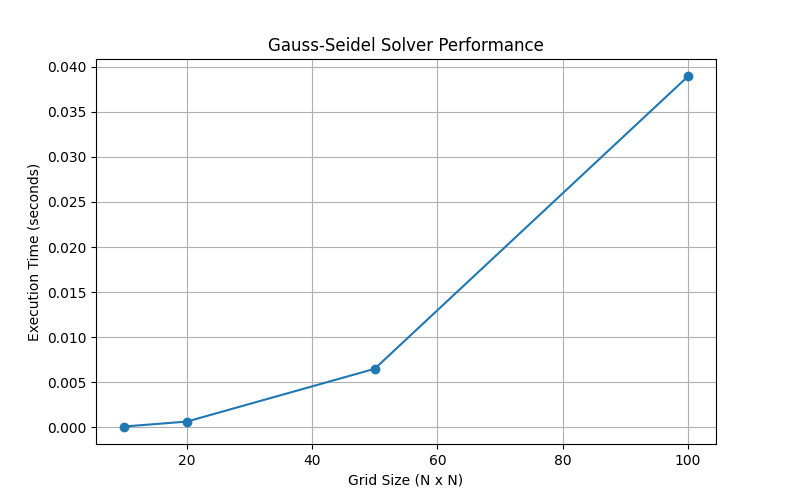 Gauss-Seidel Solver Performance
0.040
0.035
0.030
0.025
0.020
0.015
0.010
0.005
0.000
Execution Time (seconds)
20 40 60 80 100
Grid Size (N x N)